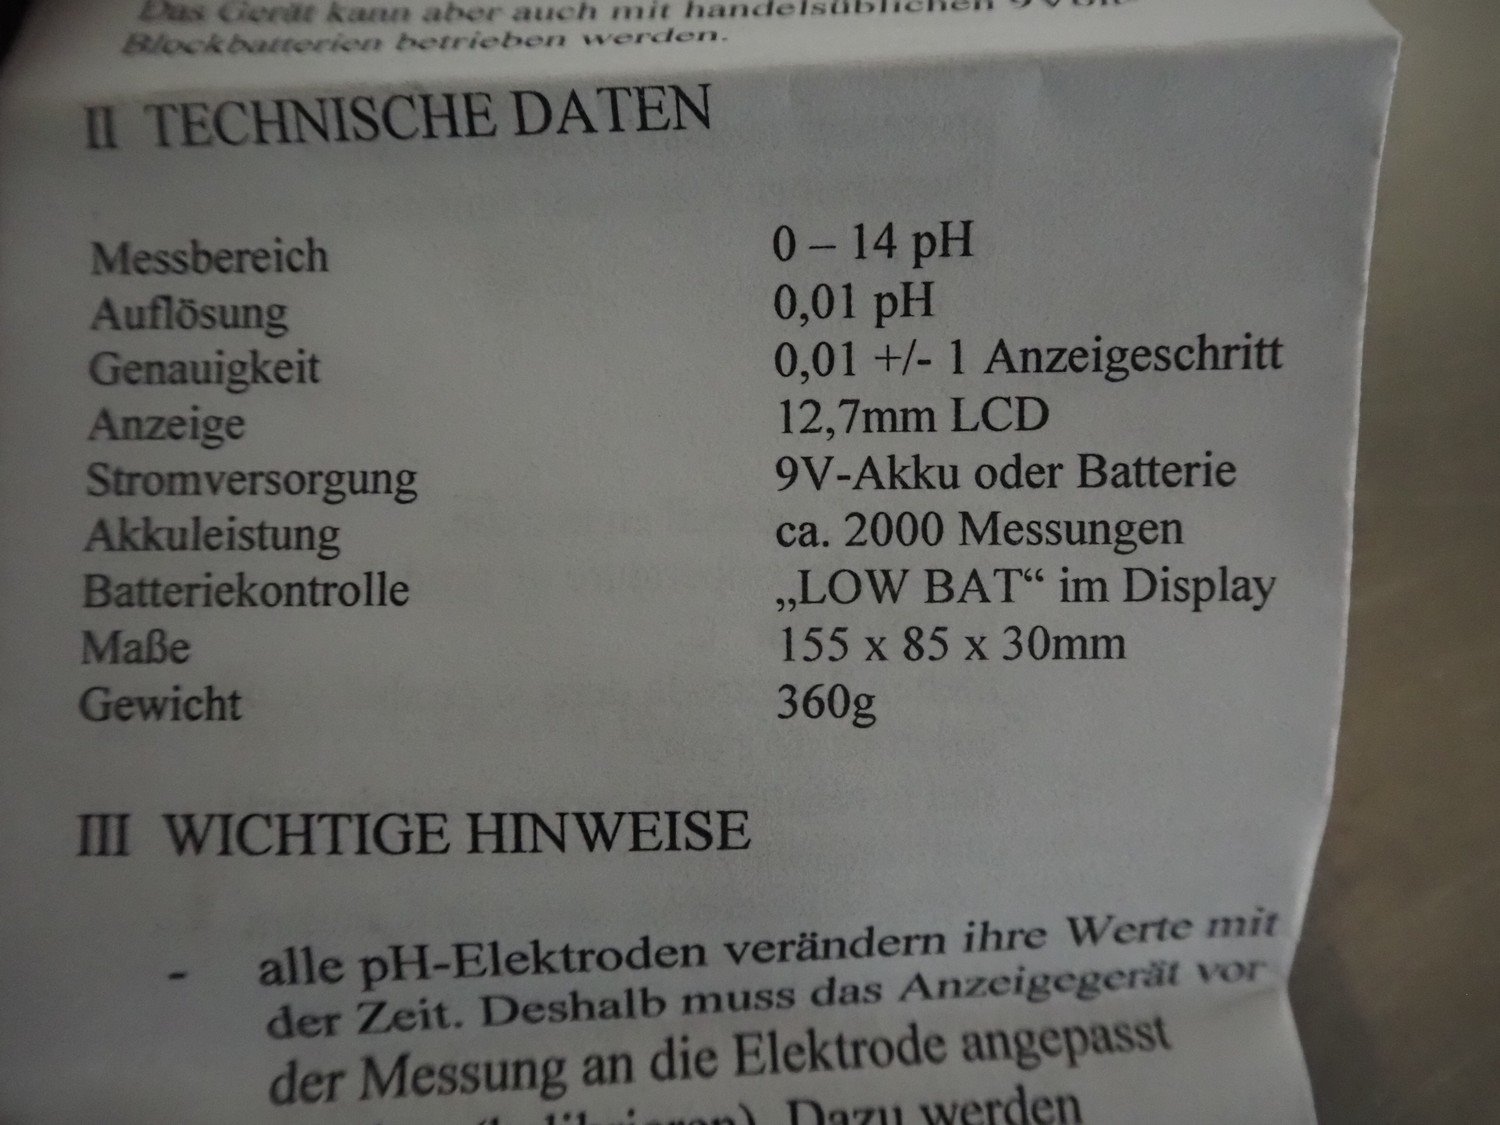 Das Gerät kann aber auch mit handelsüblichen 9Volt-
Blockbatterien betrieben werden.
II TECHNISCHE DATEN
Messbereich 0 – 14 pH
Auflösung 0,01 pH
Genauigkeit 0,01 +/- 1 Anzeigeschritt
Anzeige 12,7mm LCD
Stromversorgung 9V-Akku oder Batterie
Akkuleistung ca. 2000 Messungen
Batteriekontrolle „LOW BAT“ im Display
Maße 155 x 85 x 30mm
Gewicht 360g
III WICHTIGE HINWEISE
- alle pH-Elektroden verändern ihre Werte mit
der Zeit. Deshalb muss das Anzeigegerät vor
der Messung an die Elektrode angepasst
Dazu werden